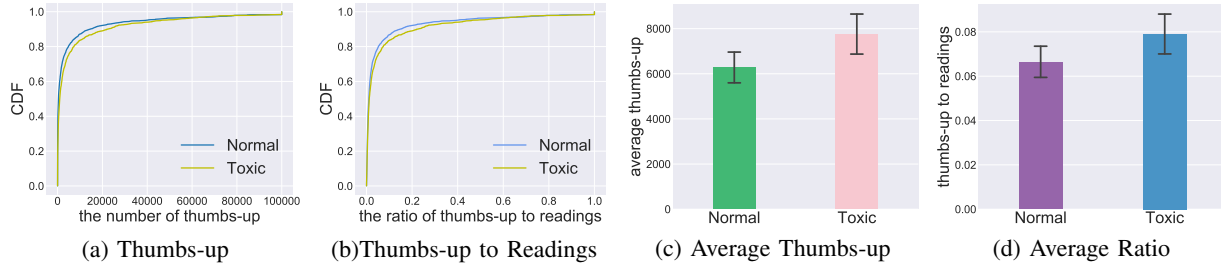 CDF
1.0
0.8
0.6
0.4
0.2
0.0
Normal
Toxic
0 20000 40000 60000 80000 100000
the number of thumbs-up
(a) Thumbs-up
CDF
1.0
0.8
0.6
0.4
0.2
0.0
Normal
Toxic
0.0 0.2 0.4 0.6 0.8 1.0
the ratio of thumbs-up to readings
(b)Thumbs-up to Readings
average thumbs-up
8000
6000
4000
2000
0
Normal Toxic
(c) Average Thumbs-up
thumbs-up to readings
0.08
0.06
0.04
0.02
0.00
Normal Toxic
(d) Average Ratio